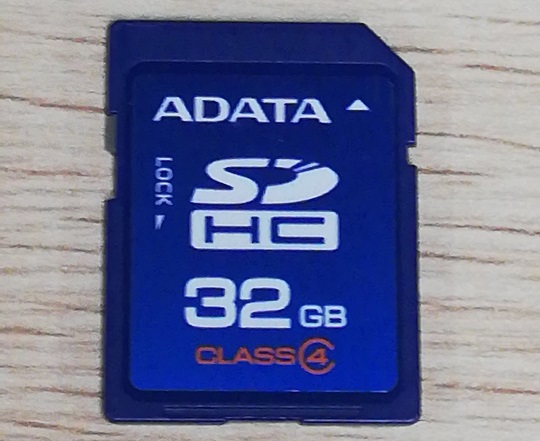 ADATA
LOCK
SD
HC
32 GB
CLASS 4